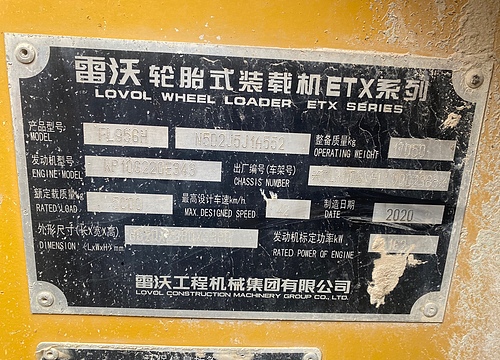 雷沃轮胎式装载机ETX系列
LOVOL WHEEL LOADER ETX SERIES
产品型号:
MODEL
FL956H
整备质量kg
OPERATING WEIGHT
发动机型号:
ENGINE·MODEL
出厂编号(车架号)
CHASSIS NUMBER
额定载质量kg
RATED LOAD
最高设计车速km/h
MAX.DESIGNED SPEED
制造日期
DATE
2020
外形尺寸(长X宽X高)
DIMENSION (LxWxH) mm
发动机标定功率kW
RATED POWER OF ENGINE
162
雷沃工程机械集团有限公司
LOVOL CONSTRUCTION MACHINERY GROUP CO., LTD.